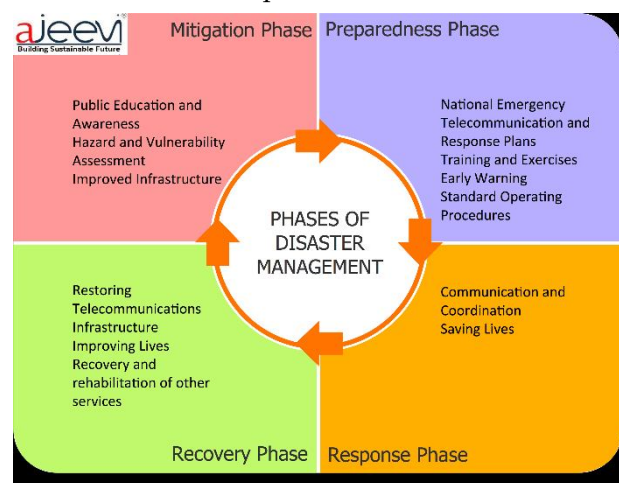 ajeevi
Building Sustainable Future
Mitigation Phase
Preparedness Phase
Public Education and
Awareness
Hazard and Vulnerability
Assessment
Improved Infrastructure
National Emergency
Telecommunication and
Response Plans
Training and Exercises
Early Warning
Standard Operating
Procedures
PHASES OF
DISASTER
MANAGEMENT
Restoring
Telecommunications
Infrastructure
Improving Lives
Recovery and
rehabilitation of other
services
Communication and
Coordination
Saving Lives
Recovery Phase
Response Phase